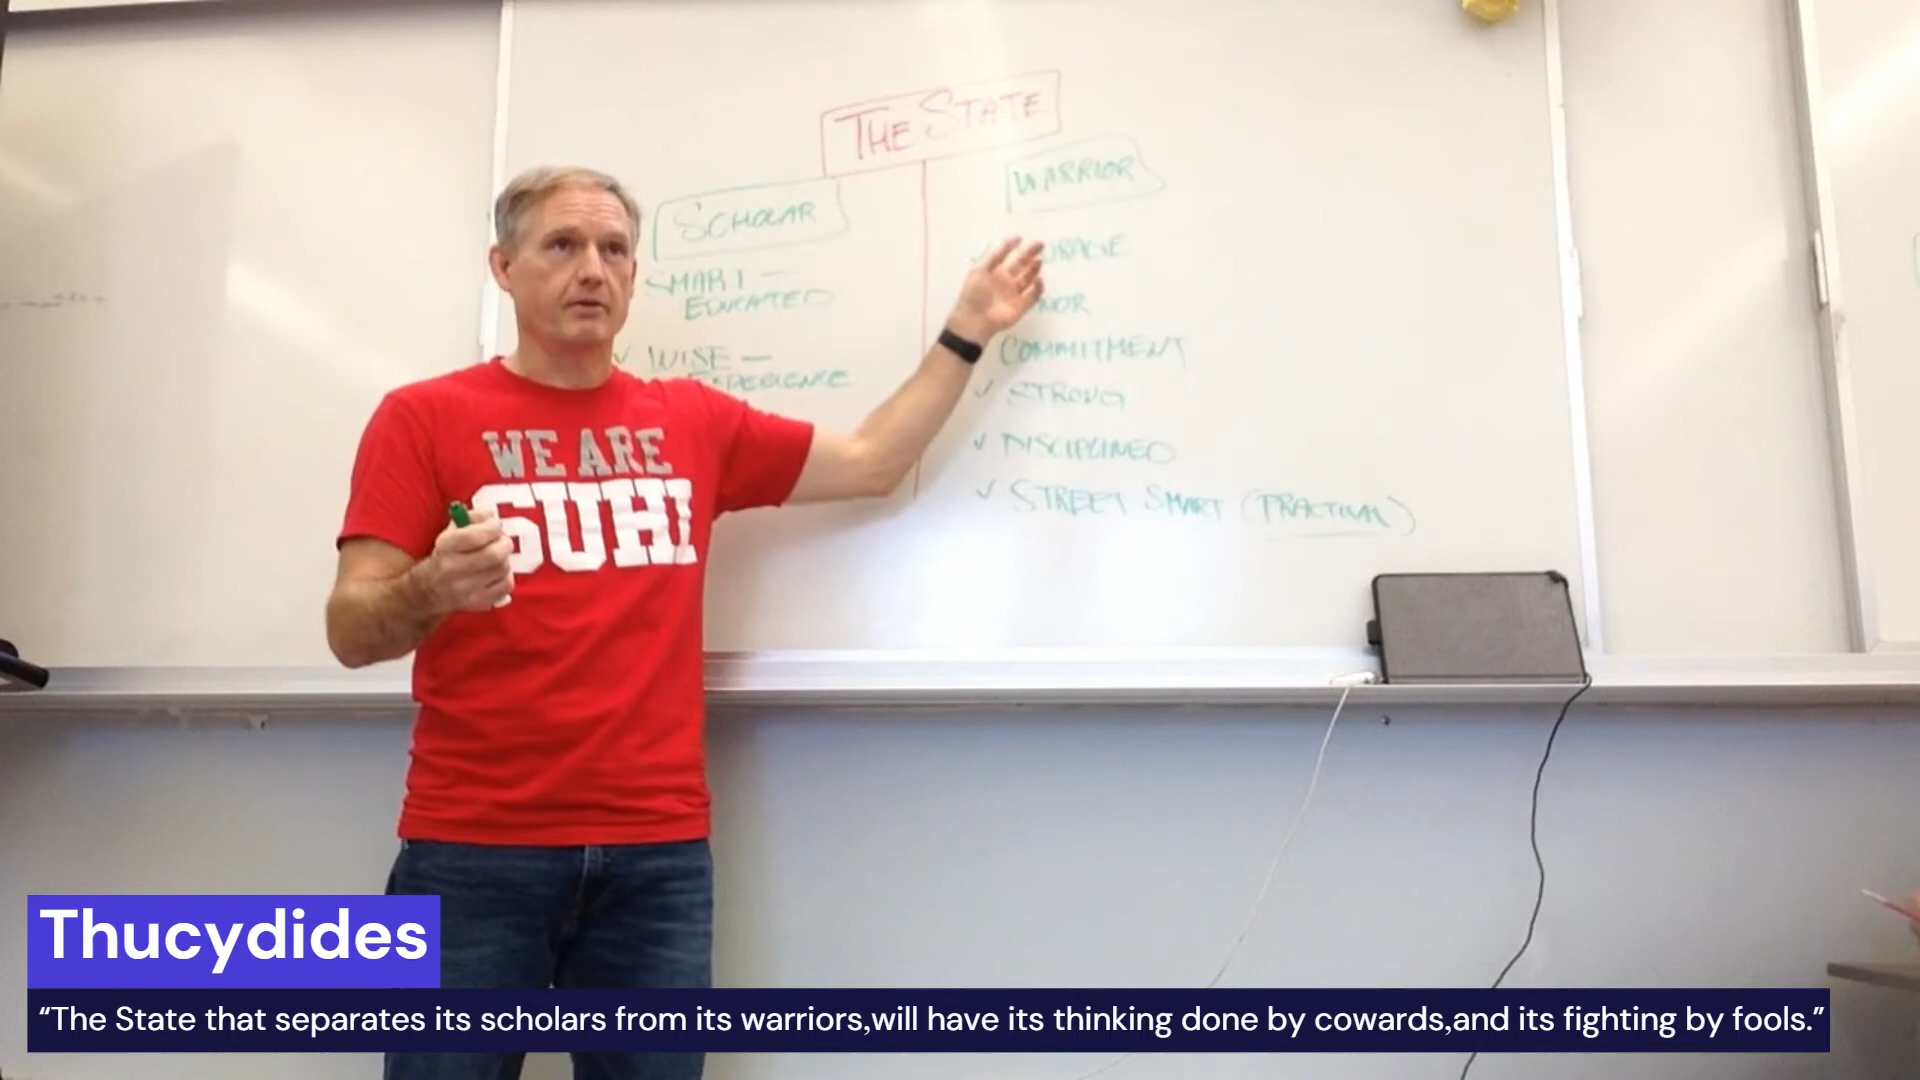 THE STATE
SCHOLAR
SMART —
EDUCATED
✓ WISE —
EXPERIENCE
WARRIOR
COMMITMENT
✓ STRONG
✓ DISCIPLINED
✓ STREET SMART (PRACTICAL)
WE ARE
SUHI
Thucydides
“The State that separates its scholars from its warriors,will have its thinking done by cowards,and its fighting by fools.”